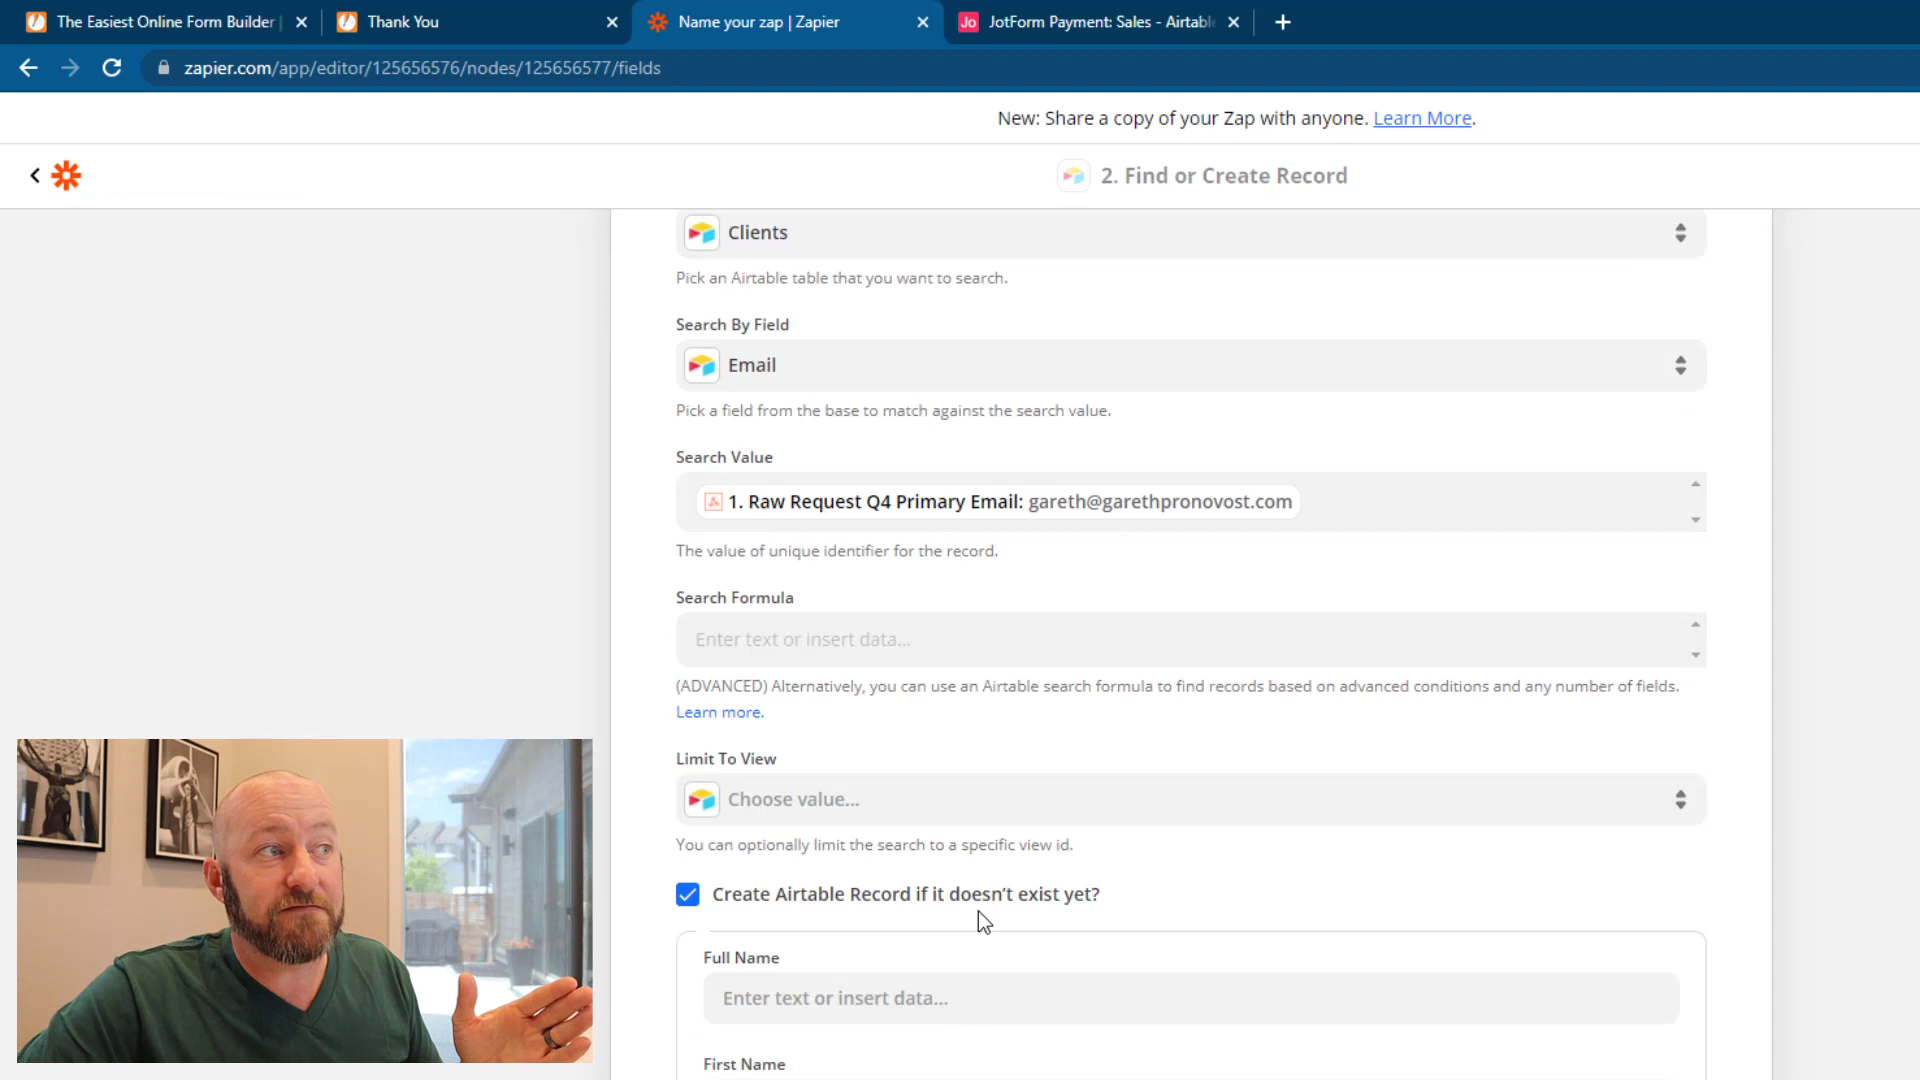 The Easiest Online Form Builder |
Thank You
Name your zap | Zapier
Jo
JotForm Payment: Sales - Airtabl
zapier.com/app/editor/125656576/nodes/125656577/fields
New: Share a copy of your Zap with anyone. Learn More.
2. Find or Create Record
Clients
Pick an Airtable table that you want to search.
Search By Field
Email
Pick a field from the base to match against the search value.
Search Value
1. Raw Request Q4 Primary Email: gareth@garethpronovost.com
The value of unique identifier for the record.
Search Formula
Enter text or insert data...
(ADVANCED) Alternatively, you can use an Airtable search formula to find records based on advanced conditions and any number of fields.
Learn more.
Limit To View
Choose value...
You can optionally limit the search to a specific view id.
Create Airtable Record if it doesn't exist yet?
Full Name
Enter text or insert data...
First Name